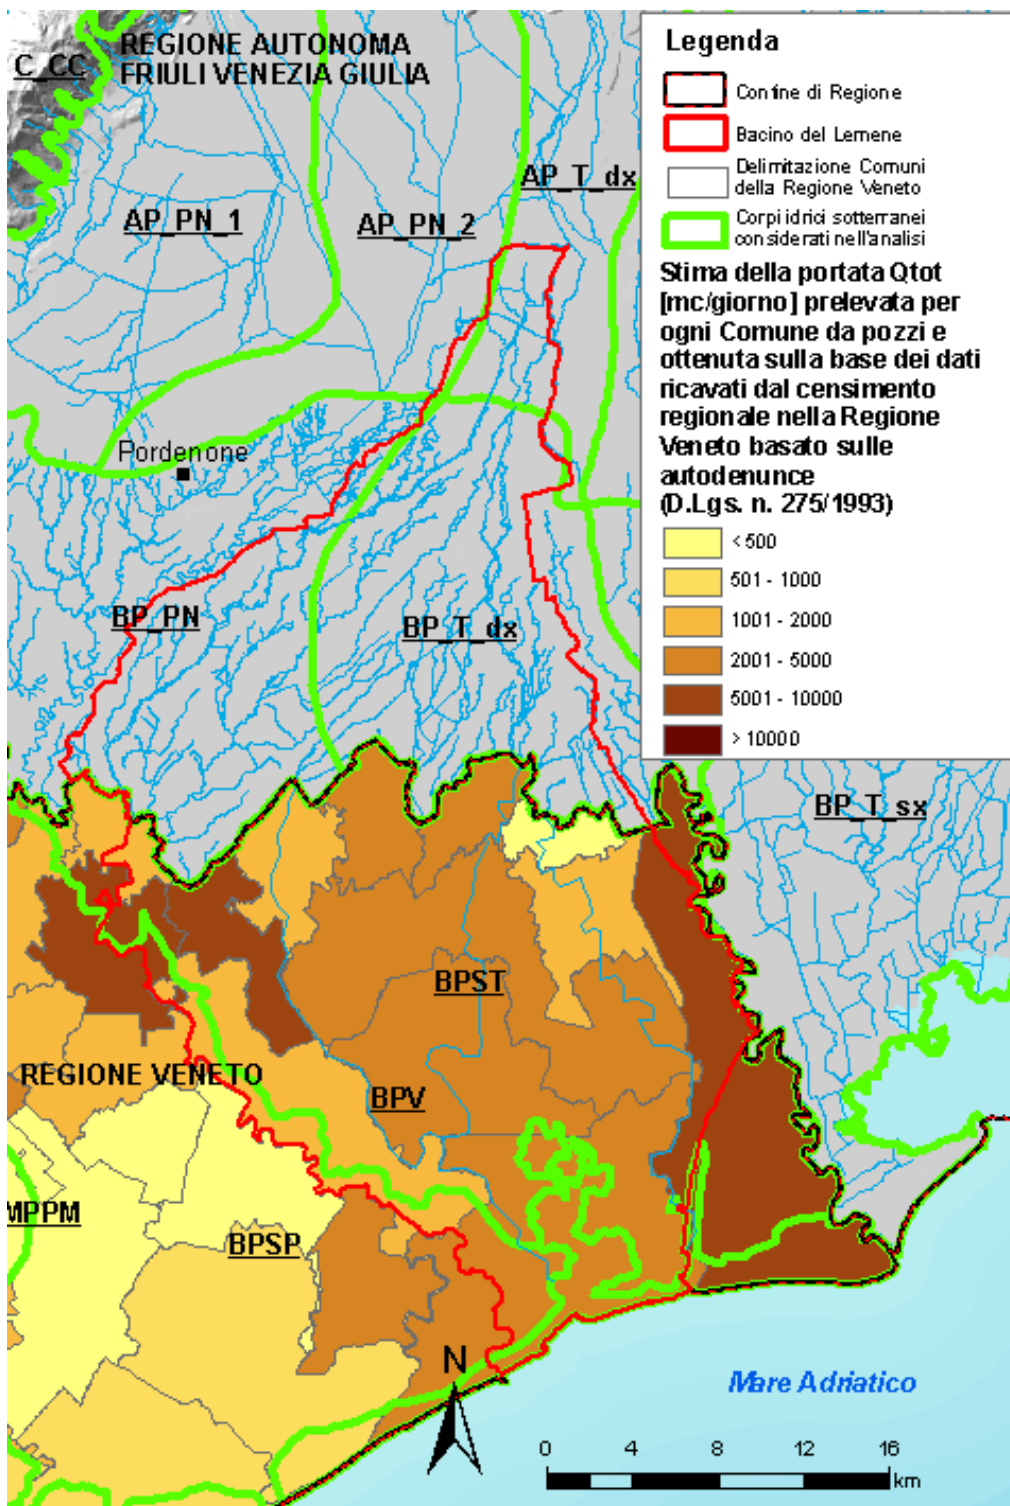 REGIONE AUTONOMA
FRIULI VENEZIA GIULIA
C_CC
AP_PN_1
AP_PN_2
AP_T_dx
Pordenone
BP_PN
BP_T_dx
BP_T_sx
BPST
REGIONE VENETO
BPV
MPPM
BPSP
N
Mare Adriatico
0 4 8 12 16
km
Legenda
Confine di Regione
Bacino del Lemene
Delimitazione Comuni
della Regione Veneto
Corpi idrici sotterranei
considerati nell'analisi
Stima della portata Qtot
[mc/giorno] prelevata per
ogni Comune da pozzi e
ottenuta sulla base dei dati
ricavati dal censimento
regionale nella Regione
Veneto basato sulle
autodenunce
(D.Lgs. n. 275/1993)
< 500
501 - 1000
1001 - 2000
2001 - 5000
5001 - 10000
> 10000